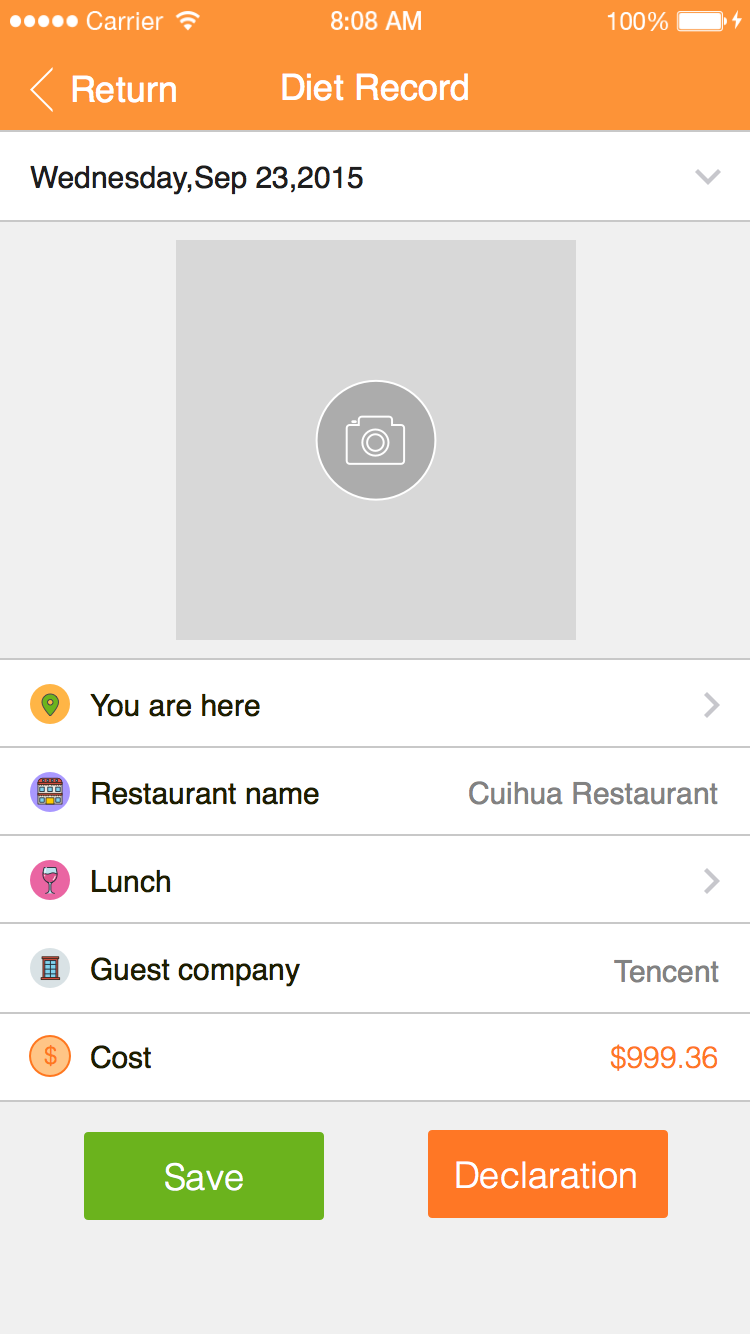 Carrier 8:08 AM 100%
Return Diet Record
Wednesday,Sep 23,2015
You are here
Restaurant name Cuihua Restaurant
Lunch
Guest company Tencent
$ Cost $999.36
Save Declaration